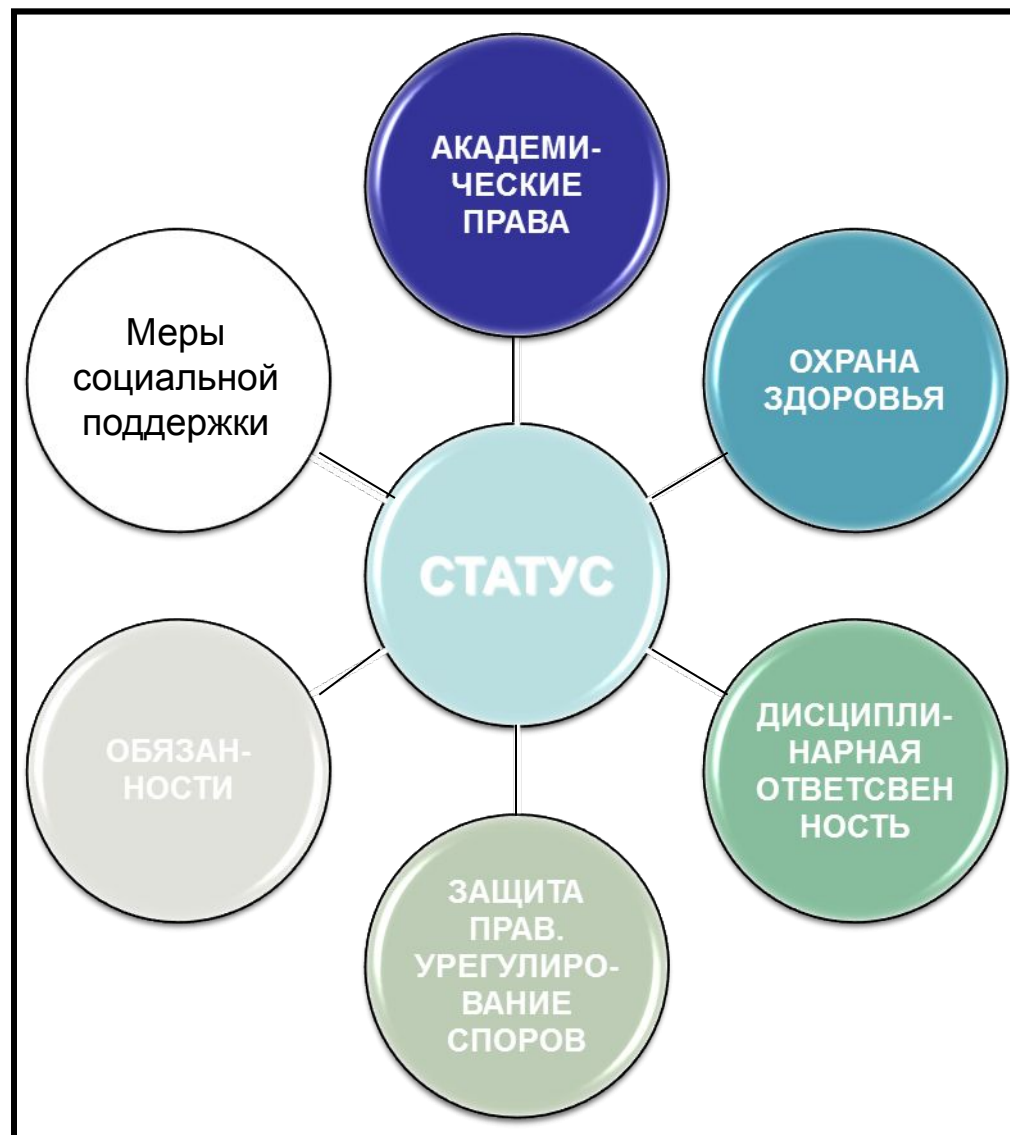 АКАДЕМИ-
ЧЕСКИЕ
ПРАВА
Меры
социальной
поддержки
ОХРАНА
ЗДОРОВЬЯ
СТАТУС
ОБЯЗАН-
НОСТИ
ДИСЦИПЛИ-
НАРНАЯ
ОТВЕТСВЕН
НОСТЬ
ЗАЩИТА
ПРАВ.
УРЕГУЛИРО-
ВАНИЕ
СПОРОВ